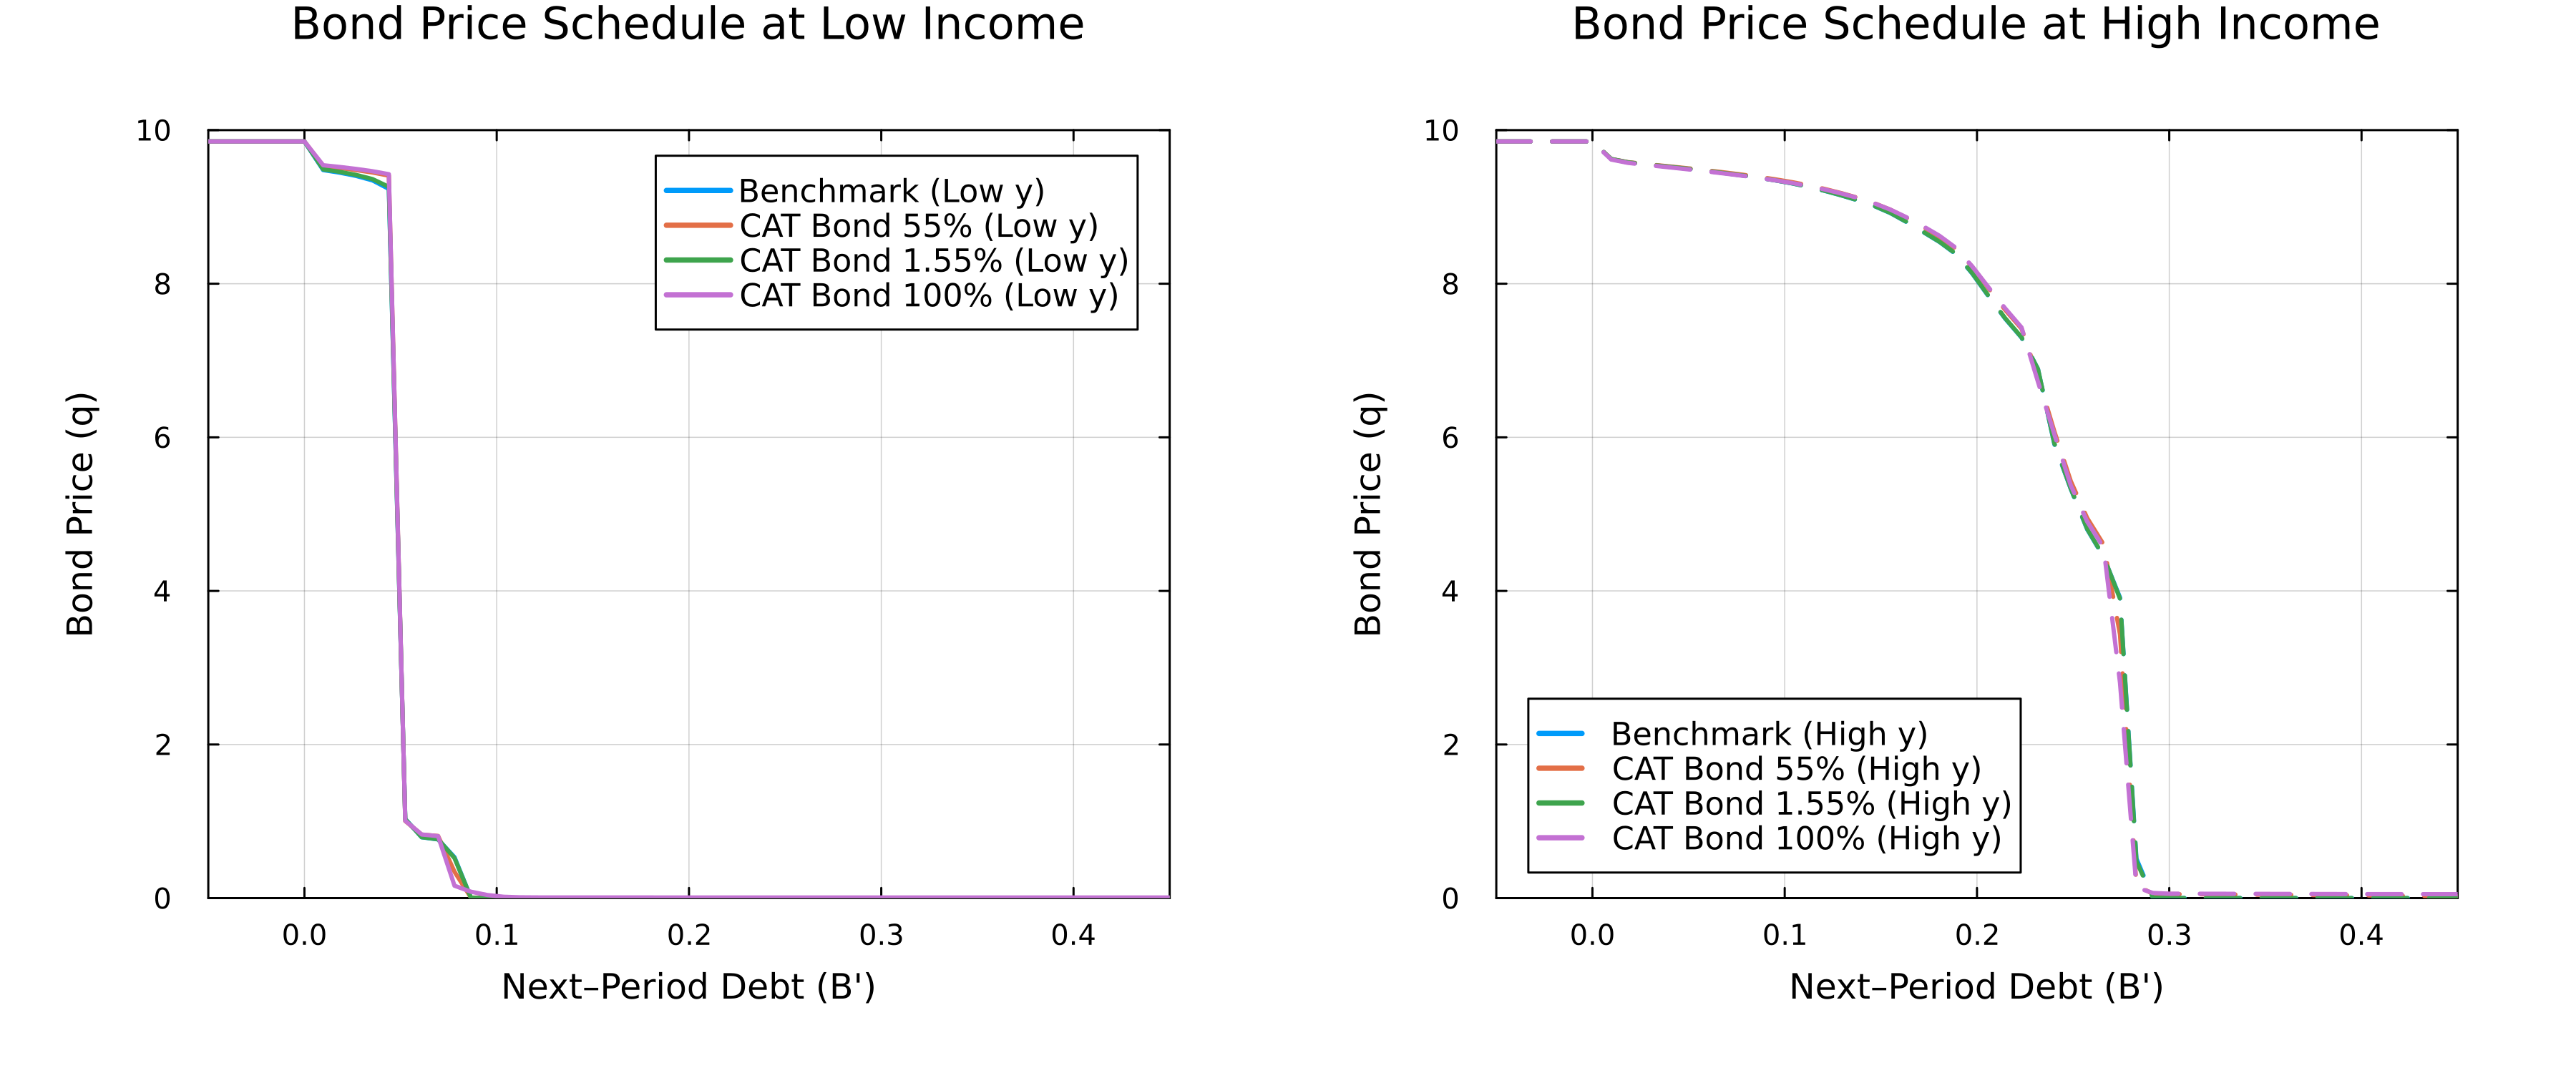 Bond Price Schedule at Low Income
10
8
6
4
2
0
Bond Price (q)
Benchmark (Low y)
CAT Bond 55% (Low y)
CAT Bond 1.55% (Low y)
CAT Bond 100% (Low y)
0.0 0.1 0.2 0.3 0.4
Next–Period Debt (B')
Bond Price Schedule at High Income
10
8
6
4
2
0
Bond Price (q)
Benchmark (High y)
CAT Bond 55% (High y)
CAT Bond 1.55% (High y)
CAT Bond 100% (High y)
0.0 0.1 0.2 0.3 0.4
Next–Period Debt (B')